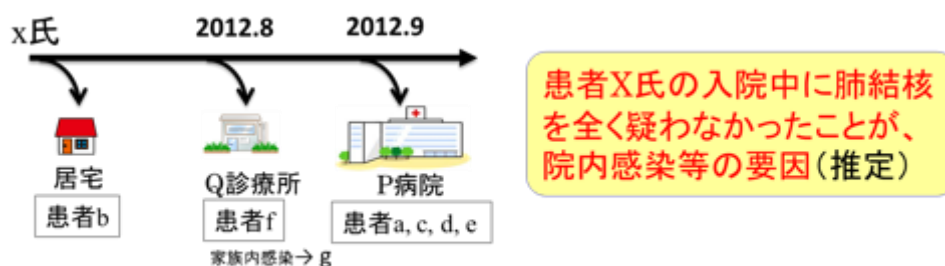 x氏
2012.8
2012.9
居宅
患者b
Q診療所
患者f
家族内感染→ g
P病院
患者a, c, d, e
患者X氏の入院中に肺結核
を全く疑わなかったことが、
院内感染等の要因(推定)